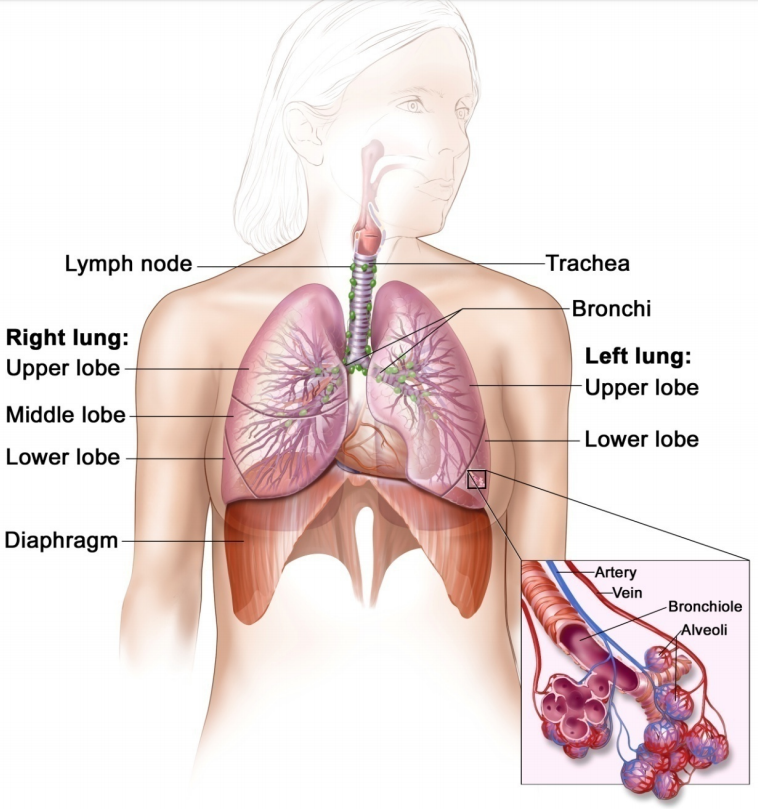 Lymph node
Trachea
Bronchi
Right lung:
Upper lobe
Middle lobe
Lower lobe
Left lung:
Upper lobe
Lower lobe
Diaphragm
Artery
Vein
Bronchiole
Alveoli